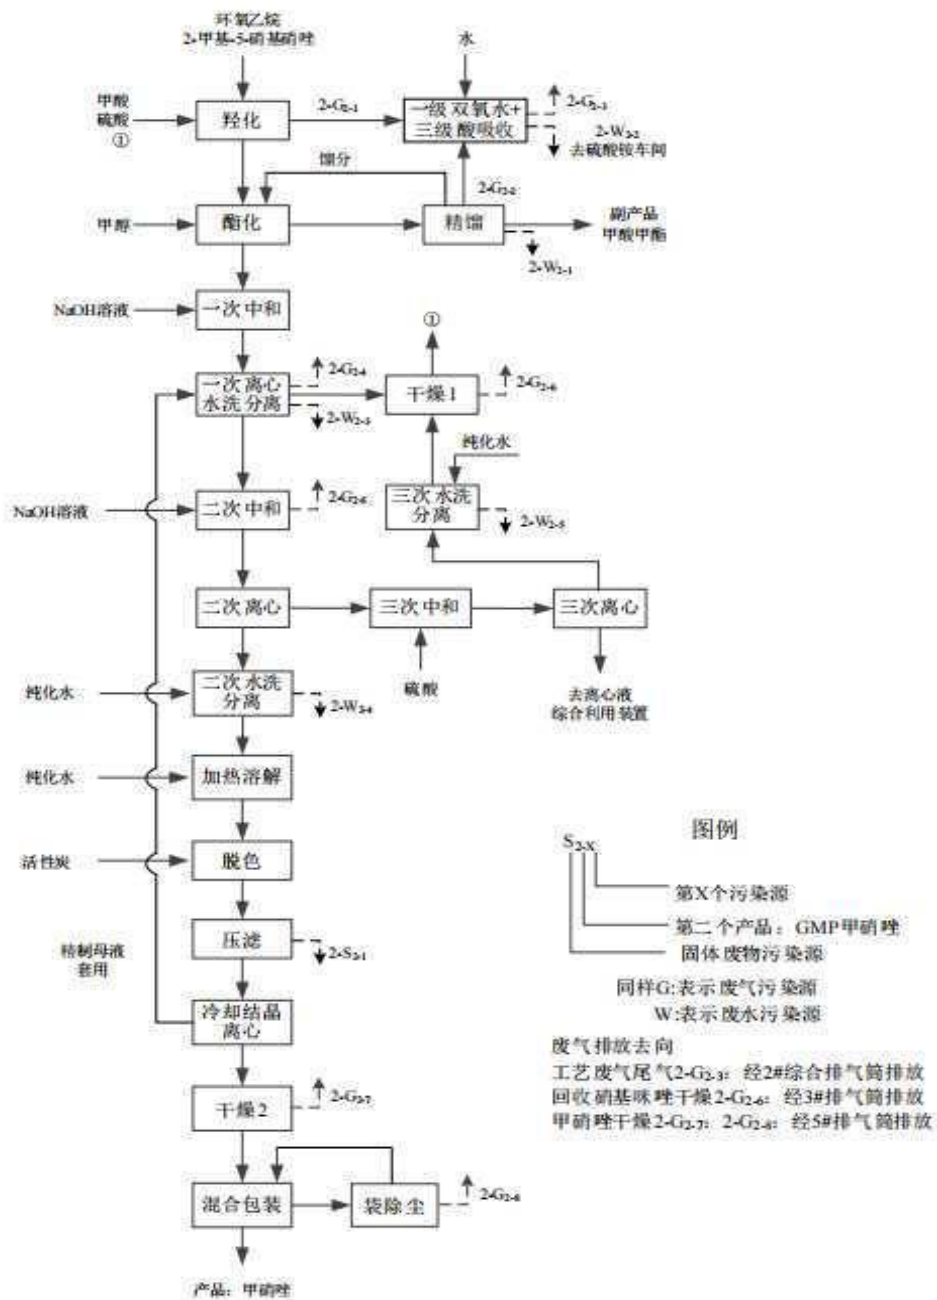 环氧乙烷
2-甲基-5-硝基硝唑
水
甲酸
硫酸
①
羟化
2-G₂₋₁
一级双氧水+
三级酸吸收
2-G₂₋₃
2-W₂₋₂
去硫酸铵车间
馏分
2-G₂₋₂
甲醇
酯化
精馏
副产品
甲酸甲酯
2-W₂₋₁
NaOH溶液
一次中和
①
一次离心
水洗分离
2-G₂₋₄
2-W₂₋₃
干燥1
2-G₂₋₆
纯化水
NaOH溶液
二次中和
2-G₂₋₅
三次水洗
分离
2-W₂₋₅
二次离心
三次中和
三次离心
硫酸
去离心液
综合利用装置
纯化水
二次水洗
分离
2-W₂₋₄
纯化水
加热溶解
活性炭
脱色
压滤
2-S₂₋₁
精制母液
套用
冷却结晶
离心
干燥2
2-G₂₋₇
混合包装
袋除尘
2-G₂₋₈
产品：甲硝唑
图例
S₂₋ₓ
第X个污染源
第二个产品：GMP甲硝唑
固体废物污染源
同样G:表示废气污染源
W:表示废水污染源
废气排放去向
工艺废气尾气2-G₂₋₃：经2#综合排气筒排放
回收硝基咪唑干燥2-G₂₋₆：经3#排气筒排放
甲硝唑干燥2-G₂₋₇；2-G₂₋₈：经5#排气筒排放